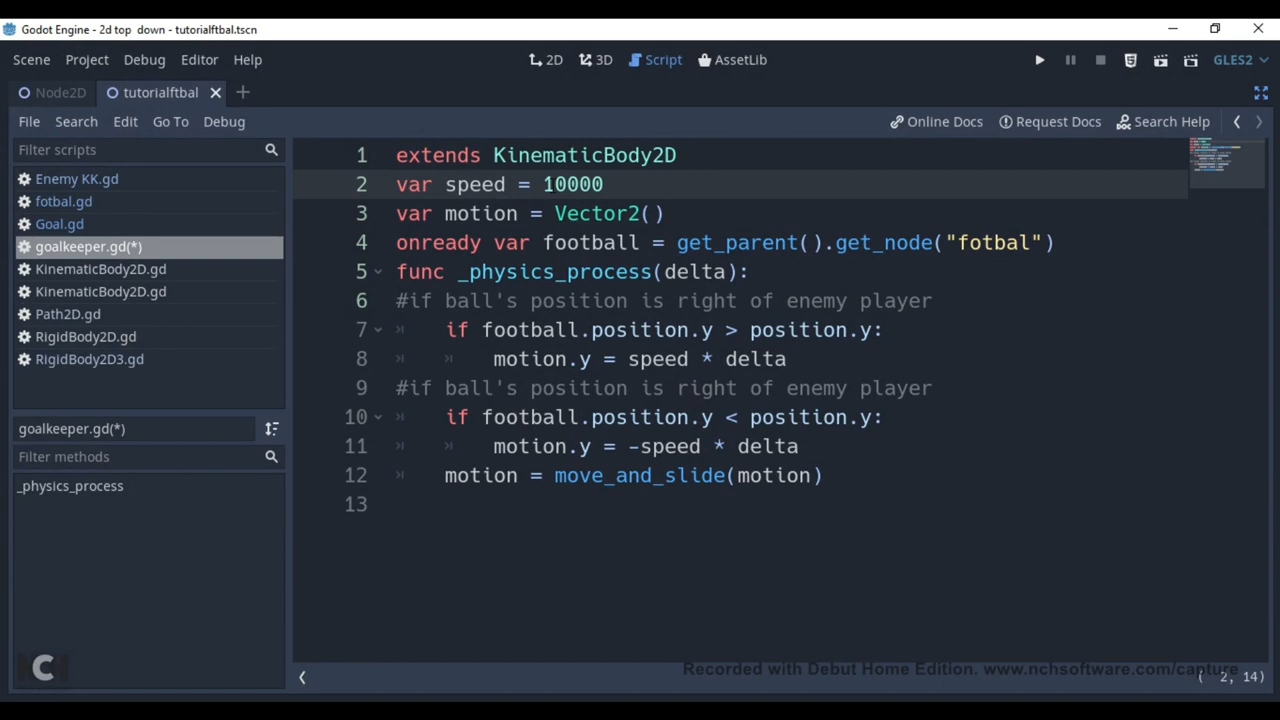 Godot Engine - 2d top down - tutorialftbal.tscn
Scene Project Debug Editor Help 2D 3D Script AssetLib GLES2
Node2D tutorialftbal
File Search Edit Go To Debug Online Docs Request Docs Search Help
Filter scripts
Enemy KK.gd
fotbal.gd
Goal.gd
goalkeeper.gd(*)
KinematicBody2D.gd
KinematicBody2D.gd
Path2D.gd
RigidBody2D.gd
RigidBody2D3.gd
goalkeeper.gd(*)
Filter methods
_physics_process
1 extends KinematicBody2D
2 var speed = 10000
3 var motion = Vector2()
4 onready var football = get_parent().get_node("fotbal")
5 func _physics_process(delta):
6 #if ball's position is right of enemy player
7 if football.position.y > position.y:
8 motion.y = speed * delta
9 #if ball's position is right of enemy player
10 if football.position.y < position.y:
11 motion.y = -speed * delta
12 motion = move_and_slide(motion)
13
Recorded with Debut Home Edition. www.nchsoftware.com/capture
( 2, 14)